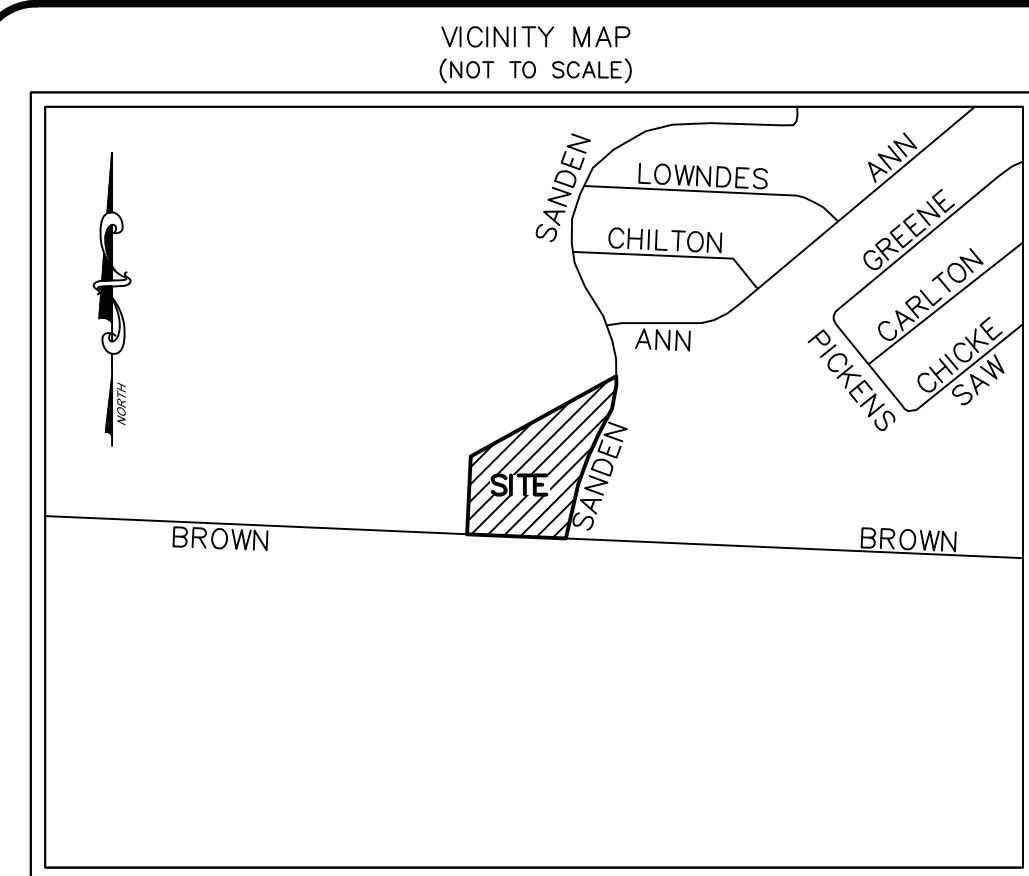 VICINITY MAP
(NOT TO SCALE)
SANDEN
LOWNDES
ANN
CHILTON
GREENE
CARLTON
ANN
PICKENS
CHICKE
SAW
NORTH
SITE
SANDEN
BROWN
BROWN